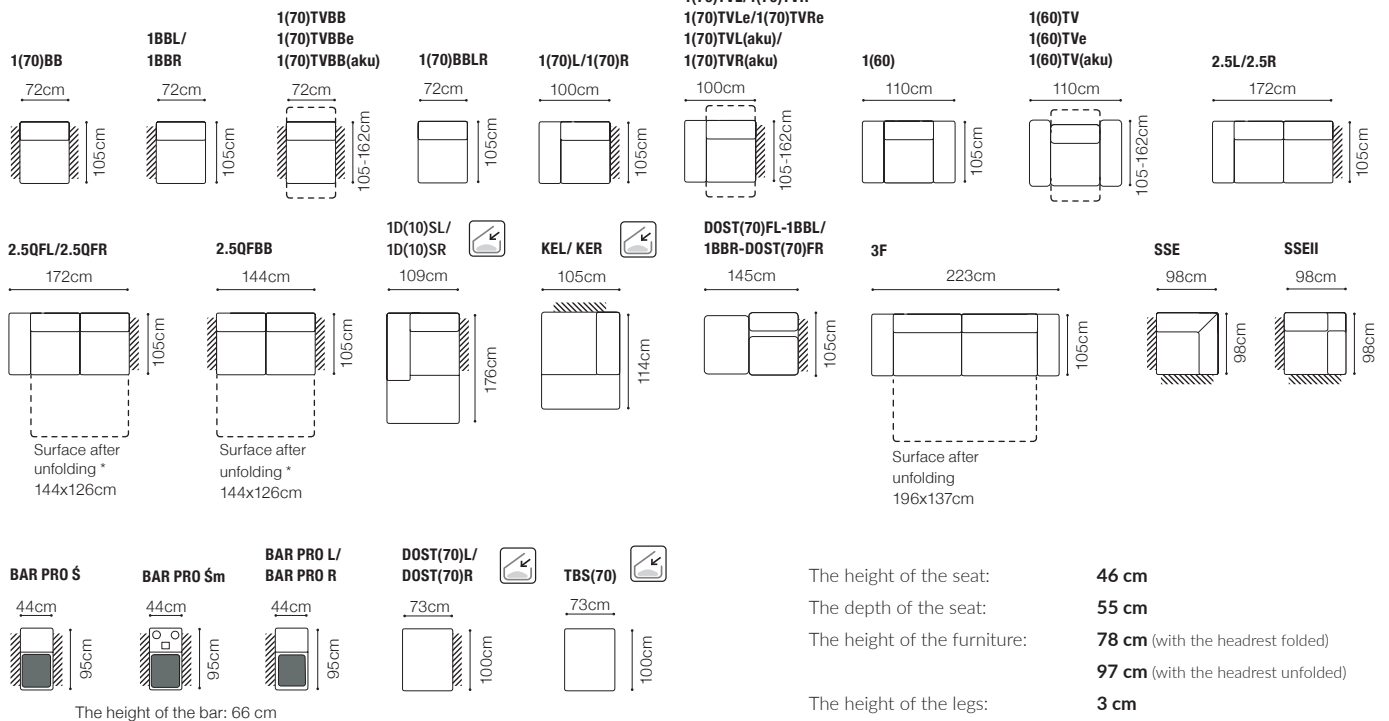 1(70)BB
72cm
105cm
1BBL/
1BBR
72cm
105cm
1(70)TVBB
1(70)TVBBe
1(70)TVBB(aku)
72cm
105-162cm
1(70)BBLR
72cm
105cm
1(70)L/1(70)R
100cm
105cm
1(70)TVLe/1(70)TVRe
1(70)TVL(aku)/
1(70)TVR(aku)
100cm
105-162cm
1(60)
110cm
105cm
1(60)TV
1(60)TVe
1(60)TV(aku)
110cm
105-162cm
2.5L/2.5R
172cm
105cm
2.5QFL/2.5QFR
172cm
105cm
Surface after
unfolding *
144x126cm
2.5QFBB
144cm
105cm
Surface after
unfolding *
144x126cm
1D(10)SL/
1D(10)SR
109cm
176cm
KEL/ KER
105cm
114cm
DOST(70)FL-1BBL/
1BBR-DOST(70)FR
145cm
105cm
3F
223cm
105cm
Surface after
unfolding
196x137cm
SSE
98cm
98cm
SSEII
98cm
98cm
BAR PRO Ś
44cm
95cm
BAR PRO Śm
44cm
95cm
BAR PRO L/
BAR PRO R
44cm
95cm
The height of the bar: 66 cm
DOST(70)L/
DOST(70)R
73cm
100cm
TBS(70)
73cm
100cm
The height of the seat: 46 cm
The depth of the seat: 55 cm
The height of the furniture: 78 cm (with the headrest folded)
97 cm (with the headrest unfolded)
The height of the legs: 3 cm